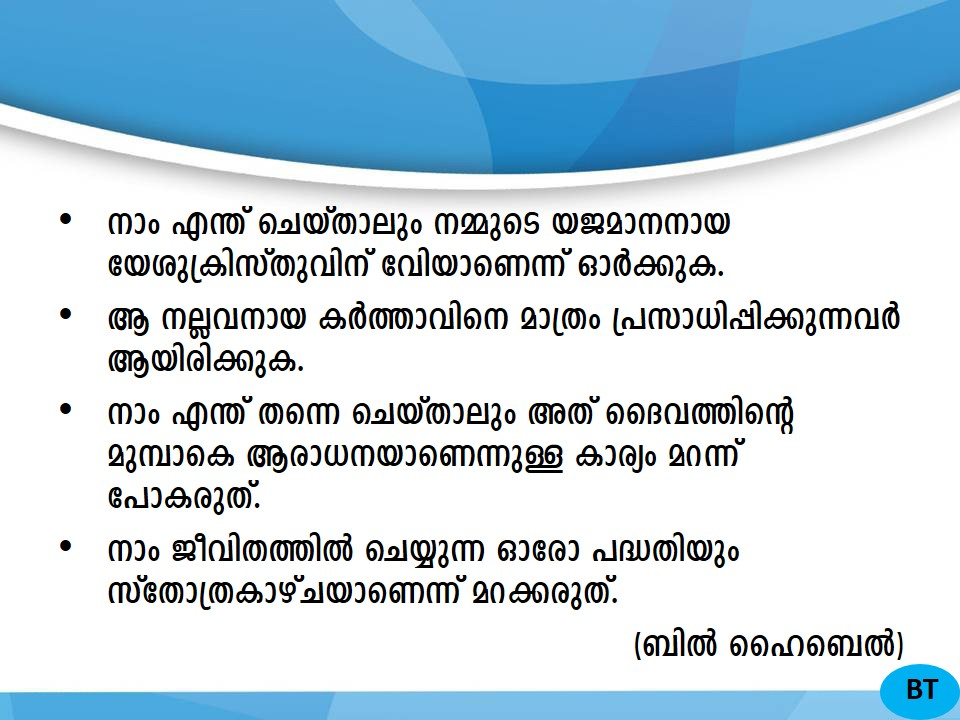 • നാം എന്ത് ചെയ്താലും നമ്മുടെ യജമാനനായ
യേശുക്രിസ്തുവിന് വേിയാണെന്ന് ഓർക്കുക.
• ആ നല്ലവനായ കർത്താവിനെ മാത്രം പ്രസാധിപ്പിക്കുന്നവർ
ആയിരിക്കുക.
• നാം എന്ത് തന്നെ ചെയ്താലും അത് ദൈവത്തിന്റെ
മുമ്പാകെ ആരാധനയാണെന്നുള്ള കാര്യം മറന്ന്
പോകരുത്.
• നാം ജീവിതത്തിൽ ചെയ്യുന്ന ഓരോ പദ്ധതിയും
സ്തോത്രകാഴ്ചയാണെന്ന് മറക്കരുത്.
(ബിൽ ഹൈബെൽ)
BT